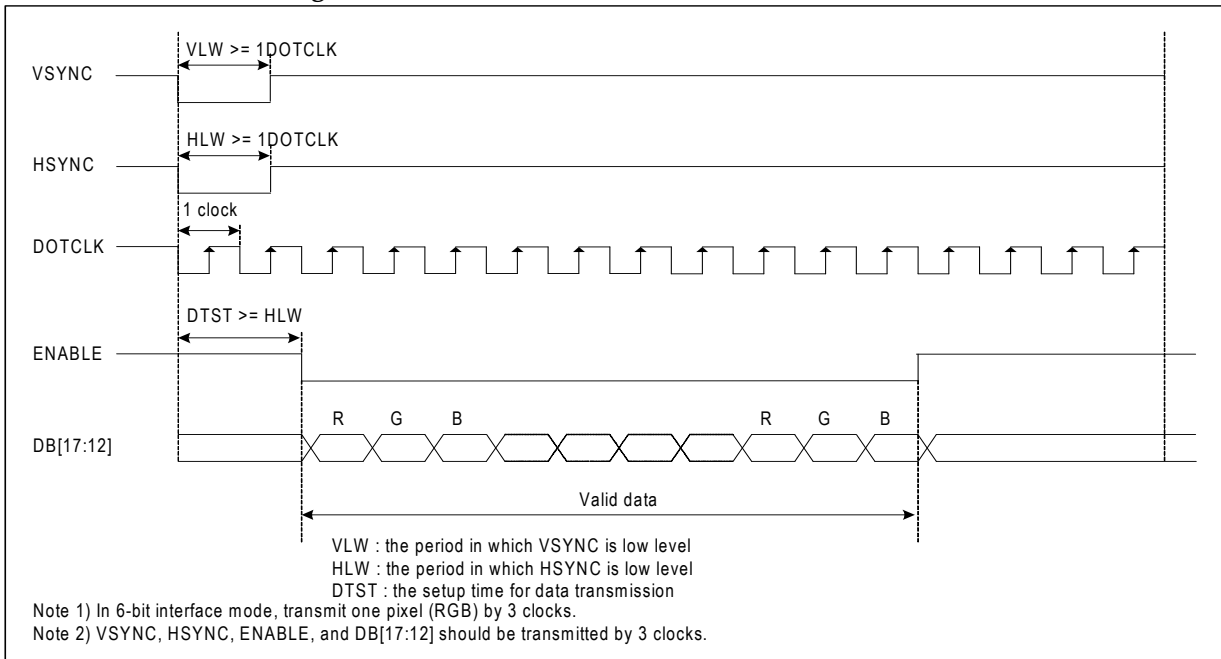 VLW >= 1DOTCLK
VSYNC
HLW >= 1DOTCLK
HSYNC
1 clock
DOTCLK
DTST >= HLW
ENABLE
R G B R G B
DB[17:12]
Valid data
VLW : the period in which VSYNC is low level
HLW : the period in which HSYNC is low level
DTST : the setup time for data transmission
Note 1) In 6-bit interface mode, transmit one pixel (RGB) by 3 clocks.
Note 2) VSYNC, HSYNC, ENABLE, and DB[17:12] should be transmitted by 3 clocks.